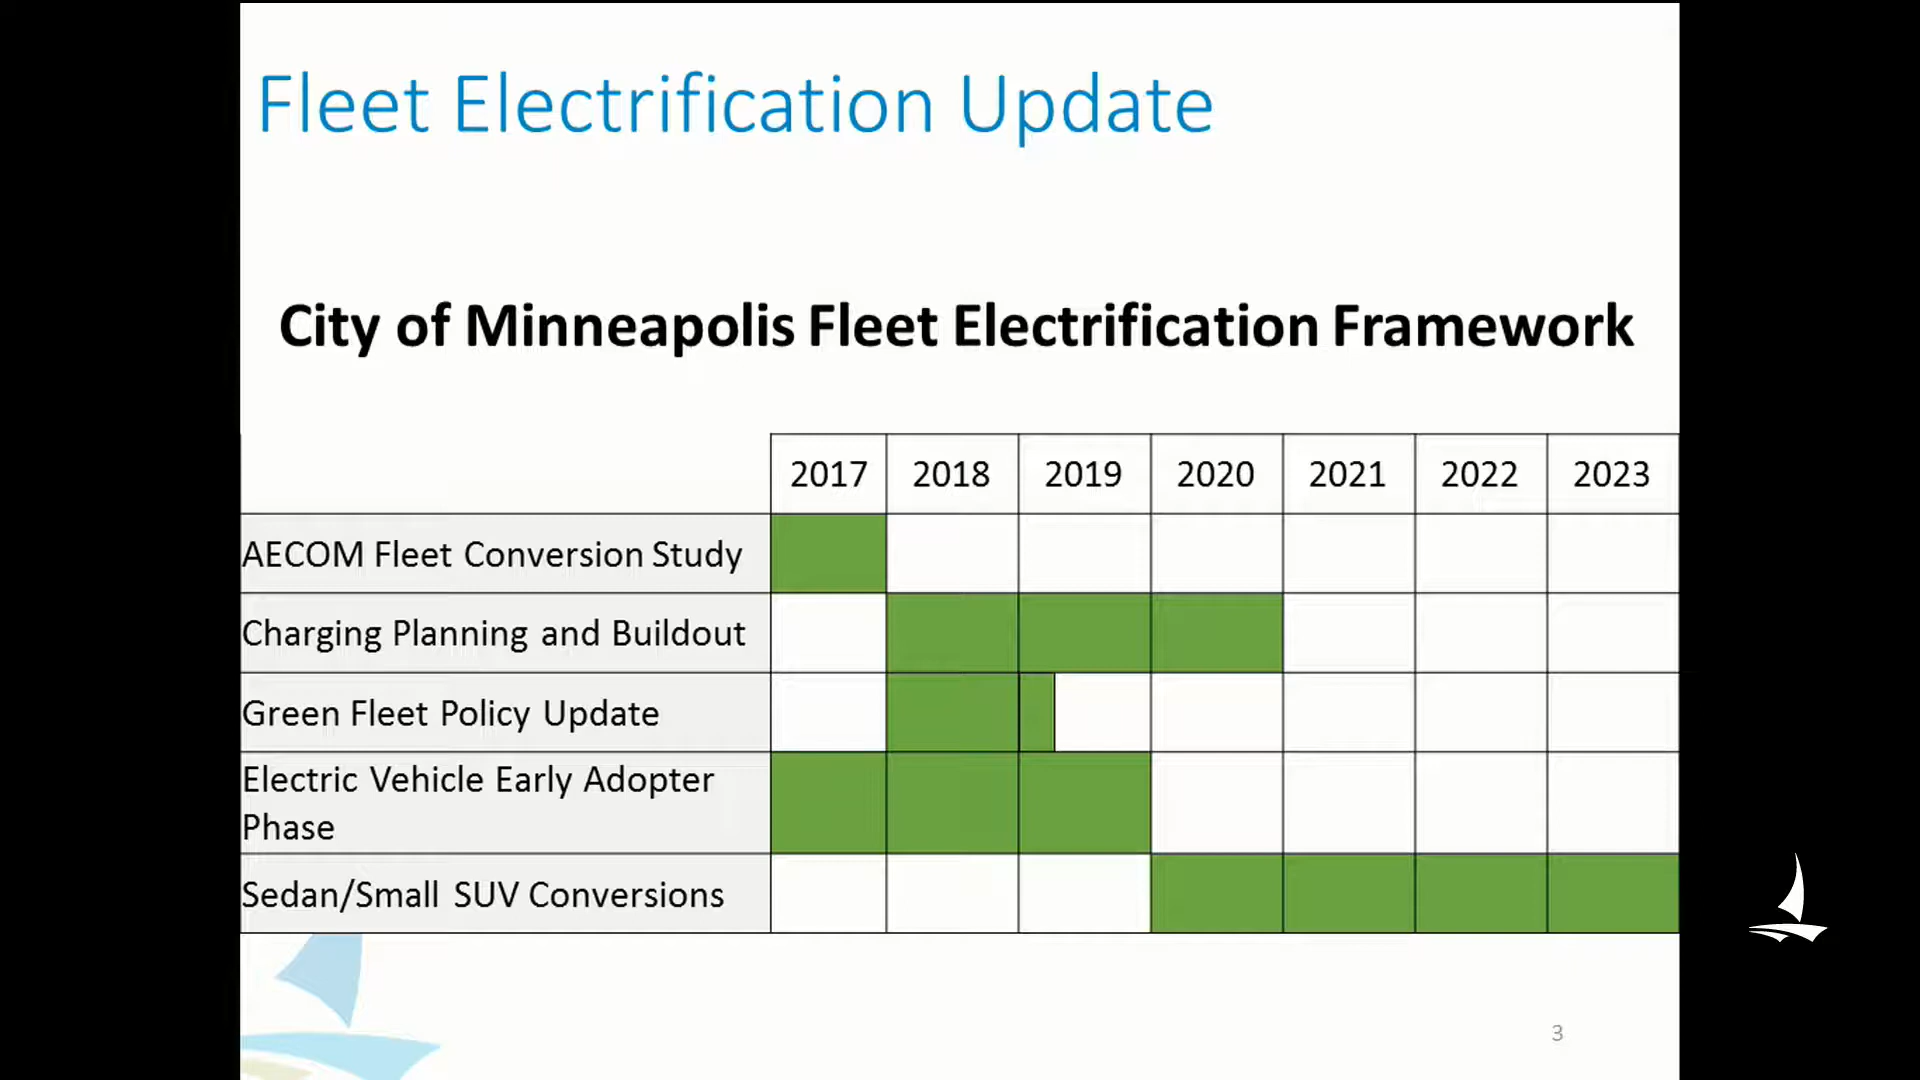 Fleet Electrification Update
City of Minneapolis Fleet Electrification Framework
2017 2018 2019 2020 2021 2022 2023
AECOM Fleet Conversion Study
Charging Planning and Buildout
Green Fleet Policy Update
Electric Vehicle Early Adopter
Phase
Sedan/Small SUV Conversions
3